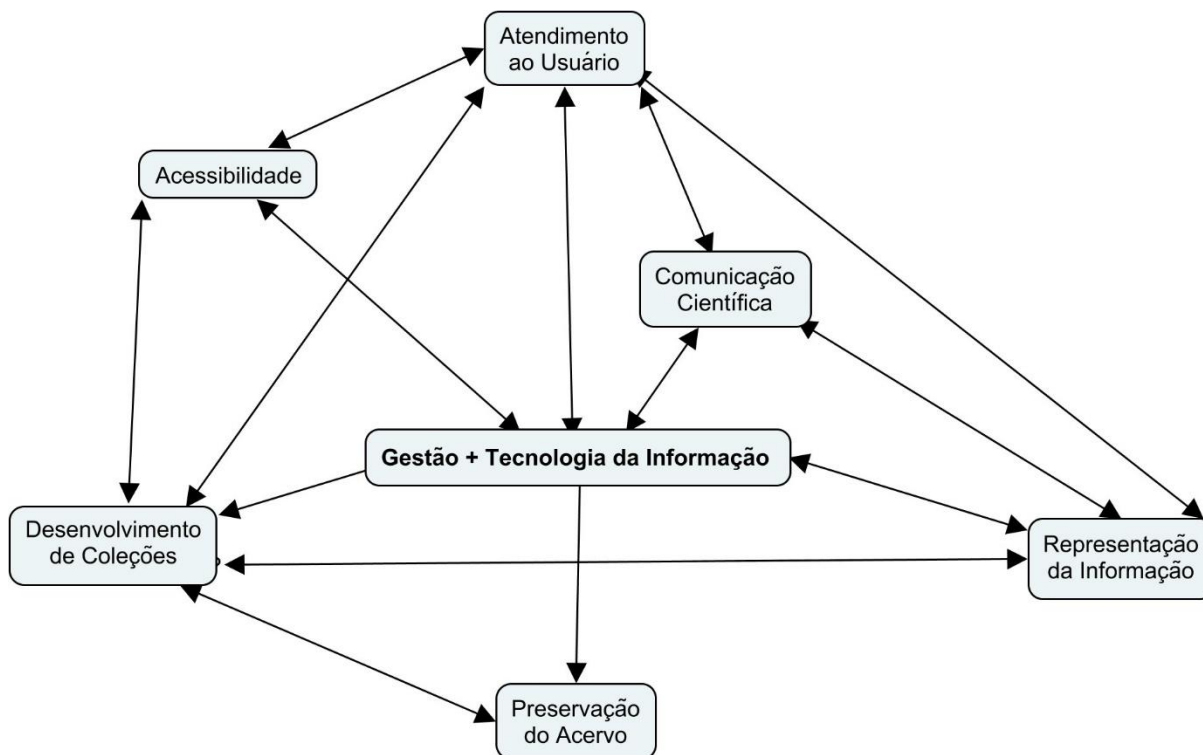 Atendimento
ao Usuário
Acessibilidade
Comunicação
Científica
Gestão + Tecnologia da Informação
Desenvolvimento
de Coleções
Representação
da Informação
Preservação
do Acervo